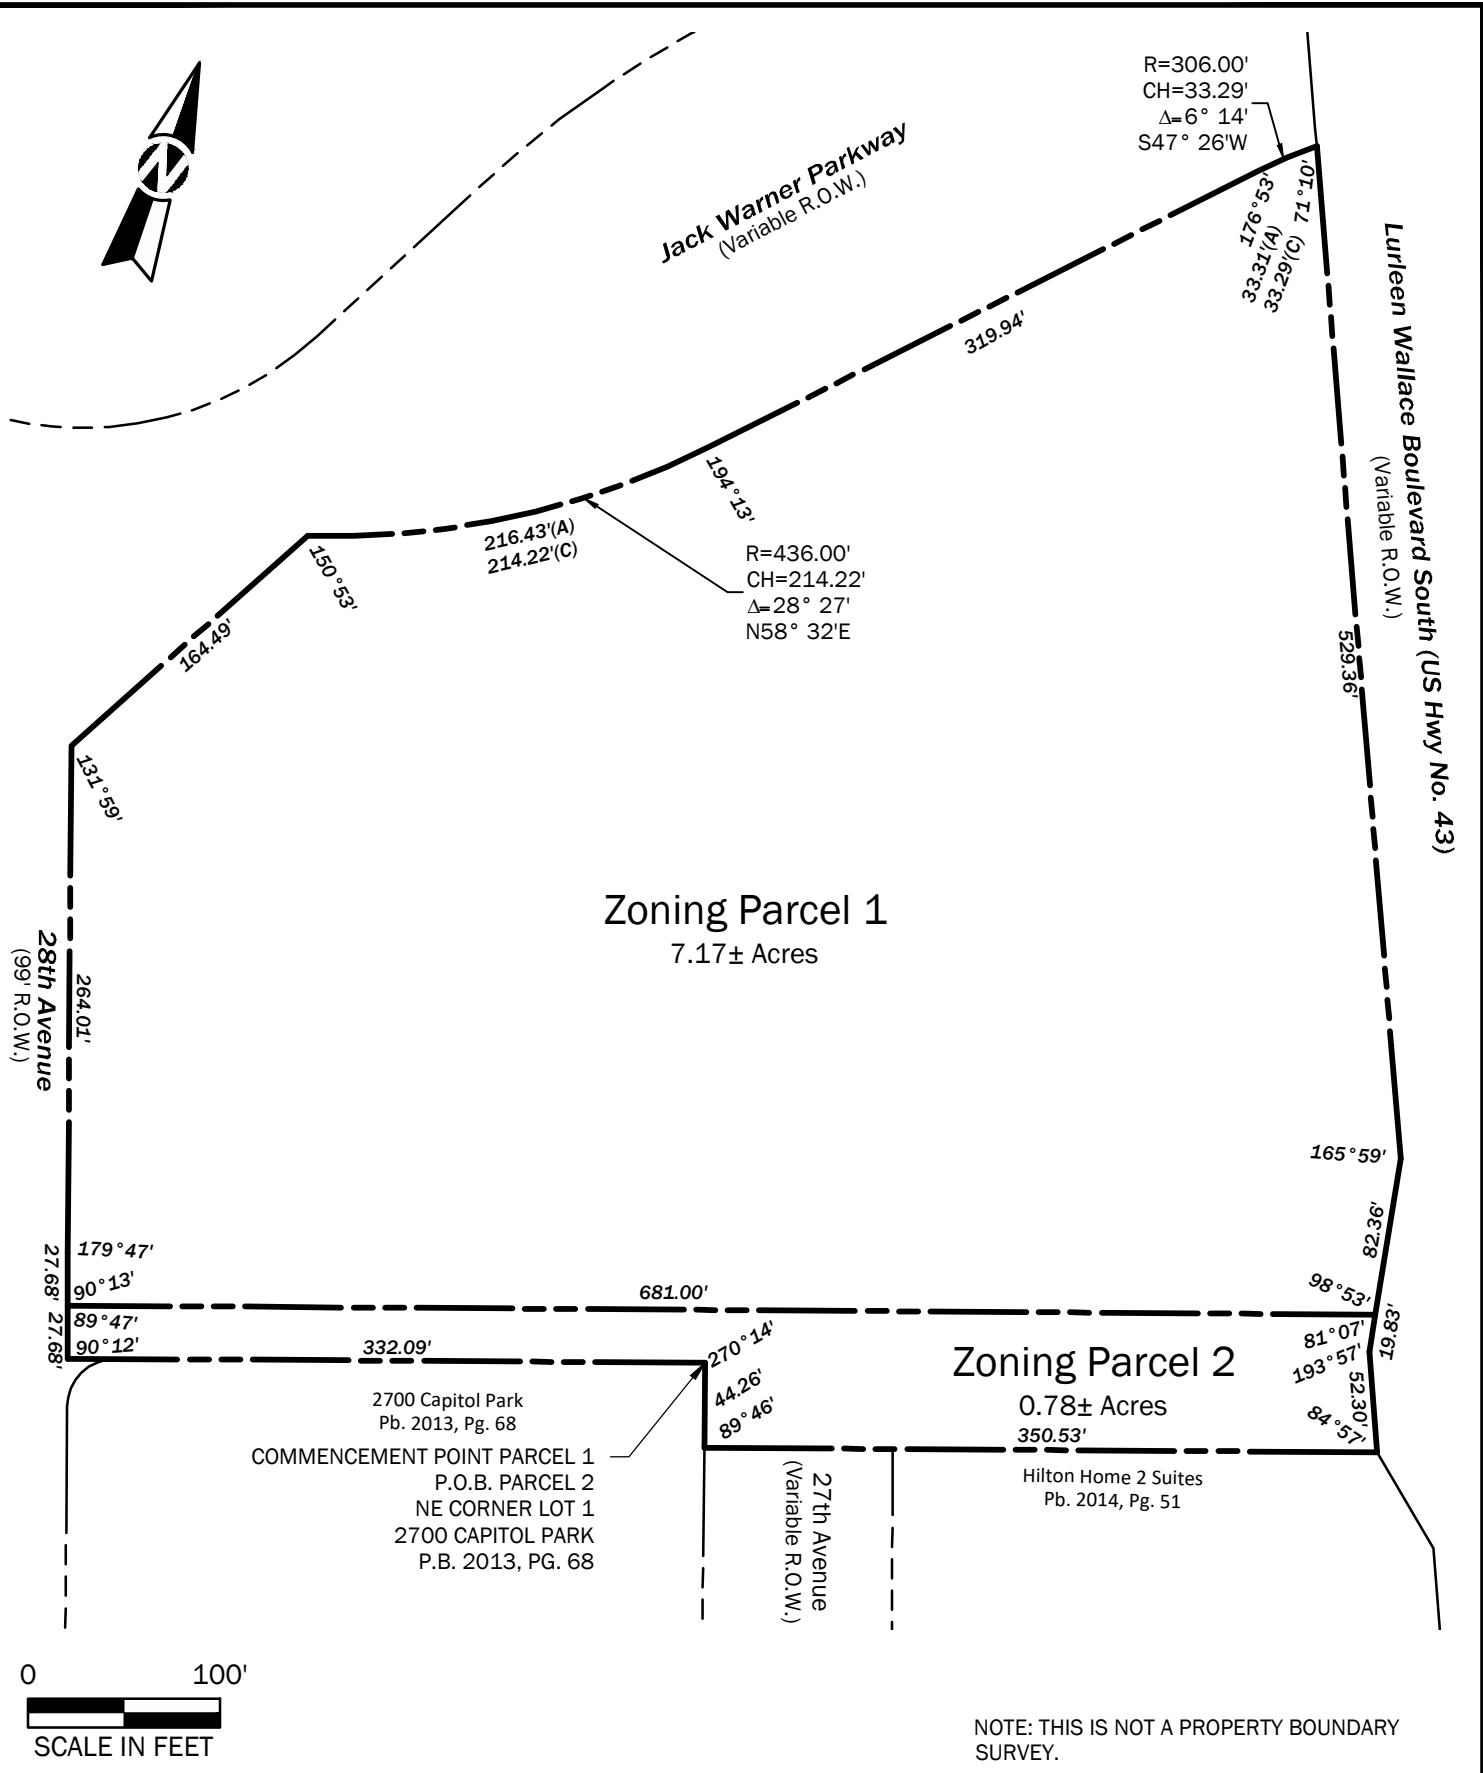 R=306.00'
CH=33.29'
Δ=6° 14'
S47° 26'W
N
Jack Warner Parkway
(Variable R.O.W.)
176°53'
33.31'(A)
33.29'(C)
71°10'
Lurleen Wallace Boulevard South (US Hwy No. 43)
(Variable R.O.W.)
319.94'
194°13'
216.43'(A)
214.22'(C)
150°53'
R=436.00'
CH=214.22'
Δ=28° 27'
N58° 32'E
164.49'
529.36'
131°59'
Zoning Parcel 1
7.17± Acres
28th Avenue
(99' R.O.W.)
264.01'
165°59'
82.36'
27.68'
179°47'
90°13'
681.00'
98°53'
27.68'
89°47'
90°12'
332.09'
270°14'
44.26'
89°46'
Zoning Parcel 2
0.78± Acres
350.53'
81°07'
19.83'
193°57'
52.30'
84°57'
2700 Capitol Park
Pb. 2013, Pg. 68
COMMENCEMENT POINT PARCEL 1
P.O.B. PARCEL 2
NE CORNER LOT 1
2700 CAPITOL PARK
P.B. 2013, PG. 68
27th Avenue
(Variable R.O.W.)
Hilton Home 2 Suites
Pb. 2014, Pg. 51
0 100'
SCALE IN FEET
NOTE: THIS IS NOT A PROPERTY BOUNDARY
SURVEY.